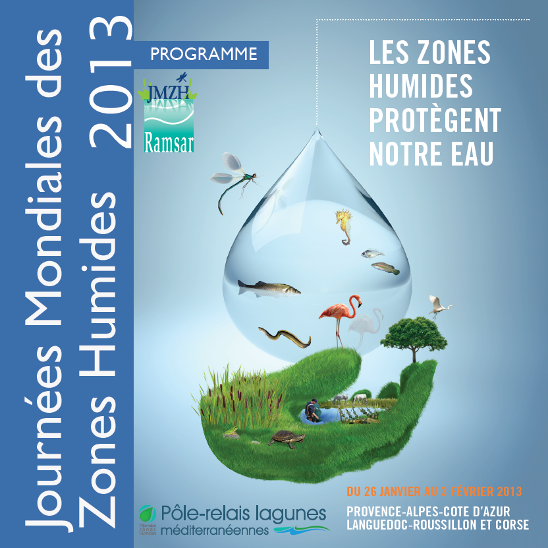 Journées Mondiales des
Zones Humides 2013
PROGRAMME
JMZH
Ramsar
LES ZONES
HUMIDES
PROTÈGENT
NOTRE EAU
DU 26 JANVIER AU 3 FEVRIER 2013
PROVENCE-ALPES-COTE D'AZUR
LANGUEDOC-ROUSSILLON ET CORSE
Pôle-relais lagunes
méditerranéennes